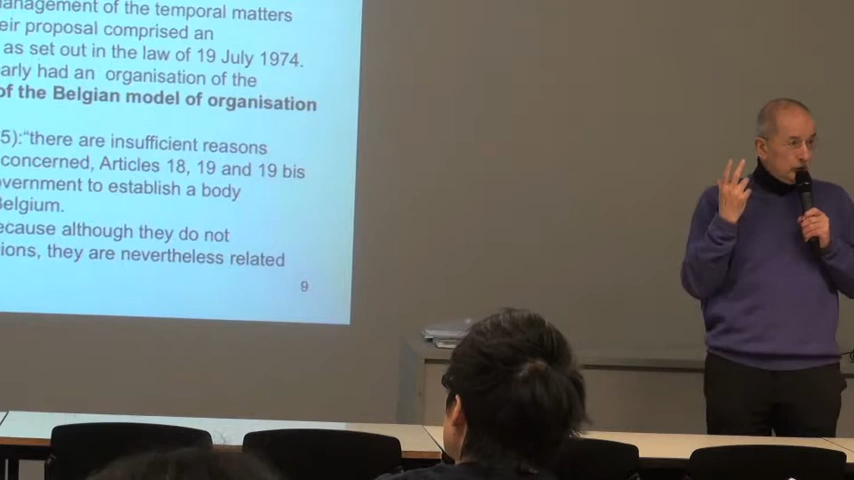 anagement of the temporal matters
eir proposal comprised an
as set out in the law of 19 July 1974.
arly had an organisation of the
of the Belgian model of organisation
5):“there are insufficient reasons
concerned, Articles 18, 19 and 19 bis
vernment to establish a body
Belgium.
ecause although they do not
ions, they are nevertheless related
9